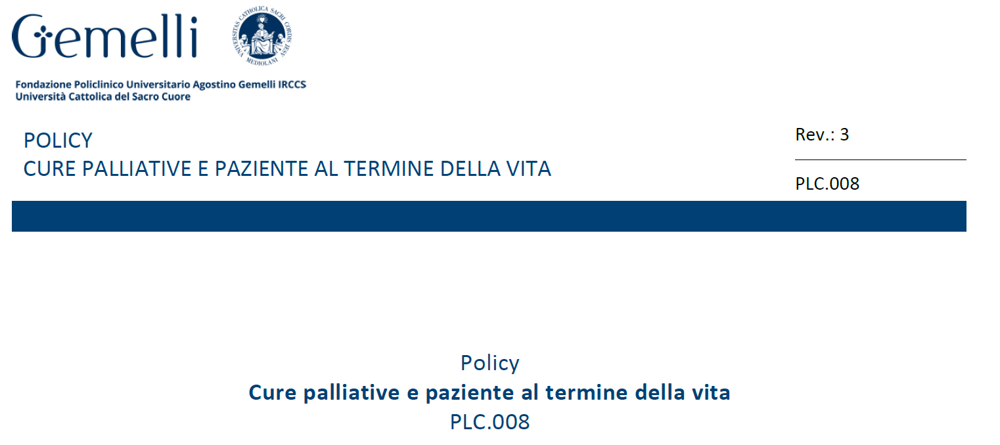 Gemelli
UNIVERSITAS CATHOLICA SACRI CORDIS JESV MEDIOLANI
Fondazione Policlinico Universitario Agostino Gemelli IRCCS
Università Cattolica del Sacro Cuore
POLICY
CURE PALLIATIVE E PAZIENTE AL TERMINE DELLA VITA
Rev.: 3
PLC.008
Policy
Cure palliative e paziente al termine della vita
PLC.008